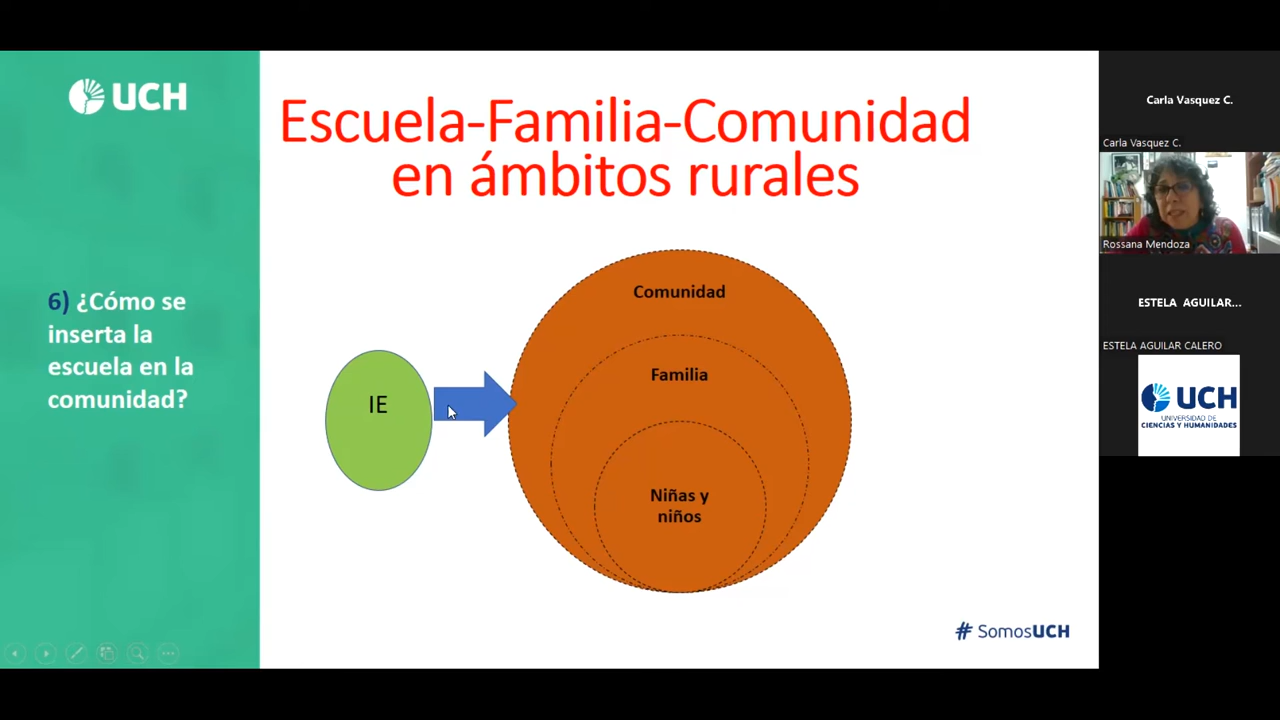 UCH
6) ¿Cómo se
inserta la
escuela en la
comunidad?
Escuela-Familia-Comunidad
en ámbitos rurales
IE
Comunidad
Familia
Niñas y
niños
# SomosUCH
Carla Vasquez C.
Carla Vasquez C.
Rossana Mendoza
ESTELA AGUILAR...
ESTELA AGUILAR CALERO
UCH
UNIVERSIDAD DE
CIENCIAS Y HUMANIDADES